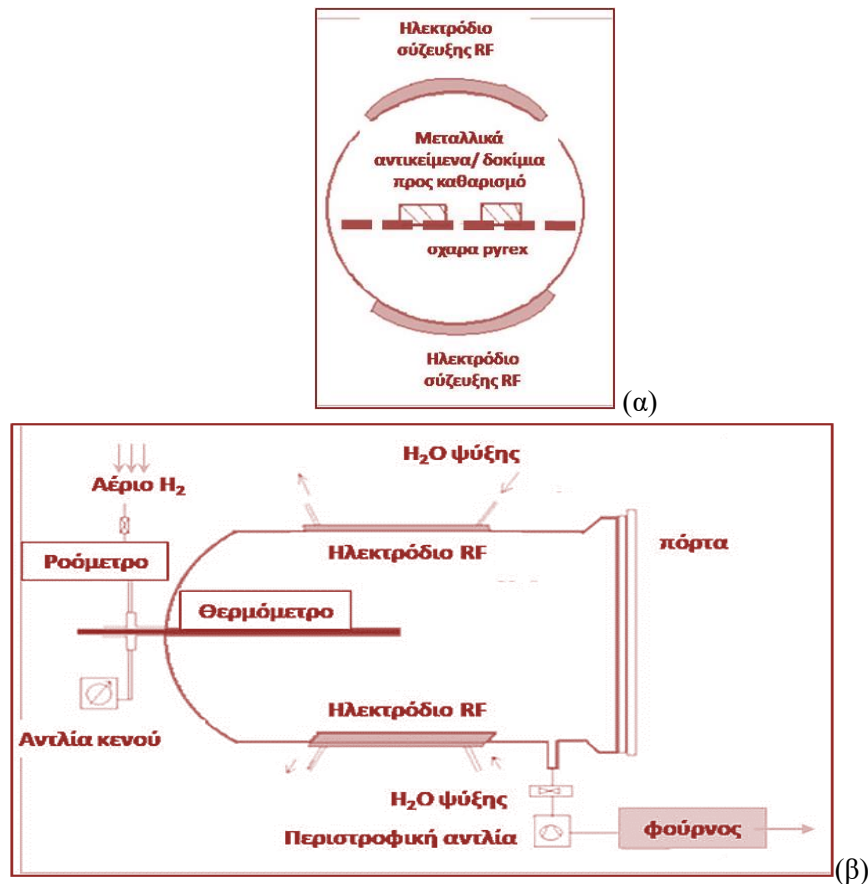 Ηλεκτρόδιο
σύζευξης RF
Μεταλλικά
αντικείμενα/ δοκίμια
προς καθαρισμό
σχαρα pyrex
Ηλεκτρόδιο
σύζευξης RF
(α)
H₂O ψύξης
Αέριο H₂
Ροόμετρο
Ηλεκτρόδιο RF
πόρτα
Θερμόμετρο
Ηλεκτρόδιο RF
Αντλία κενού
H₂O ψύξης
Περιστροφική αντλία
φούρνος
(β)